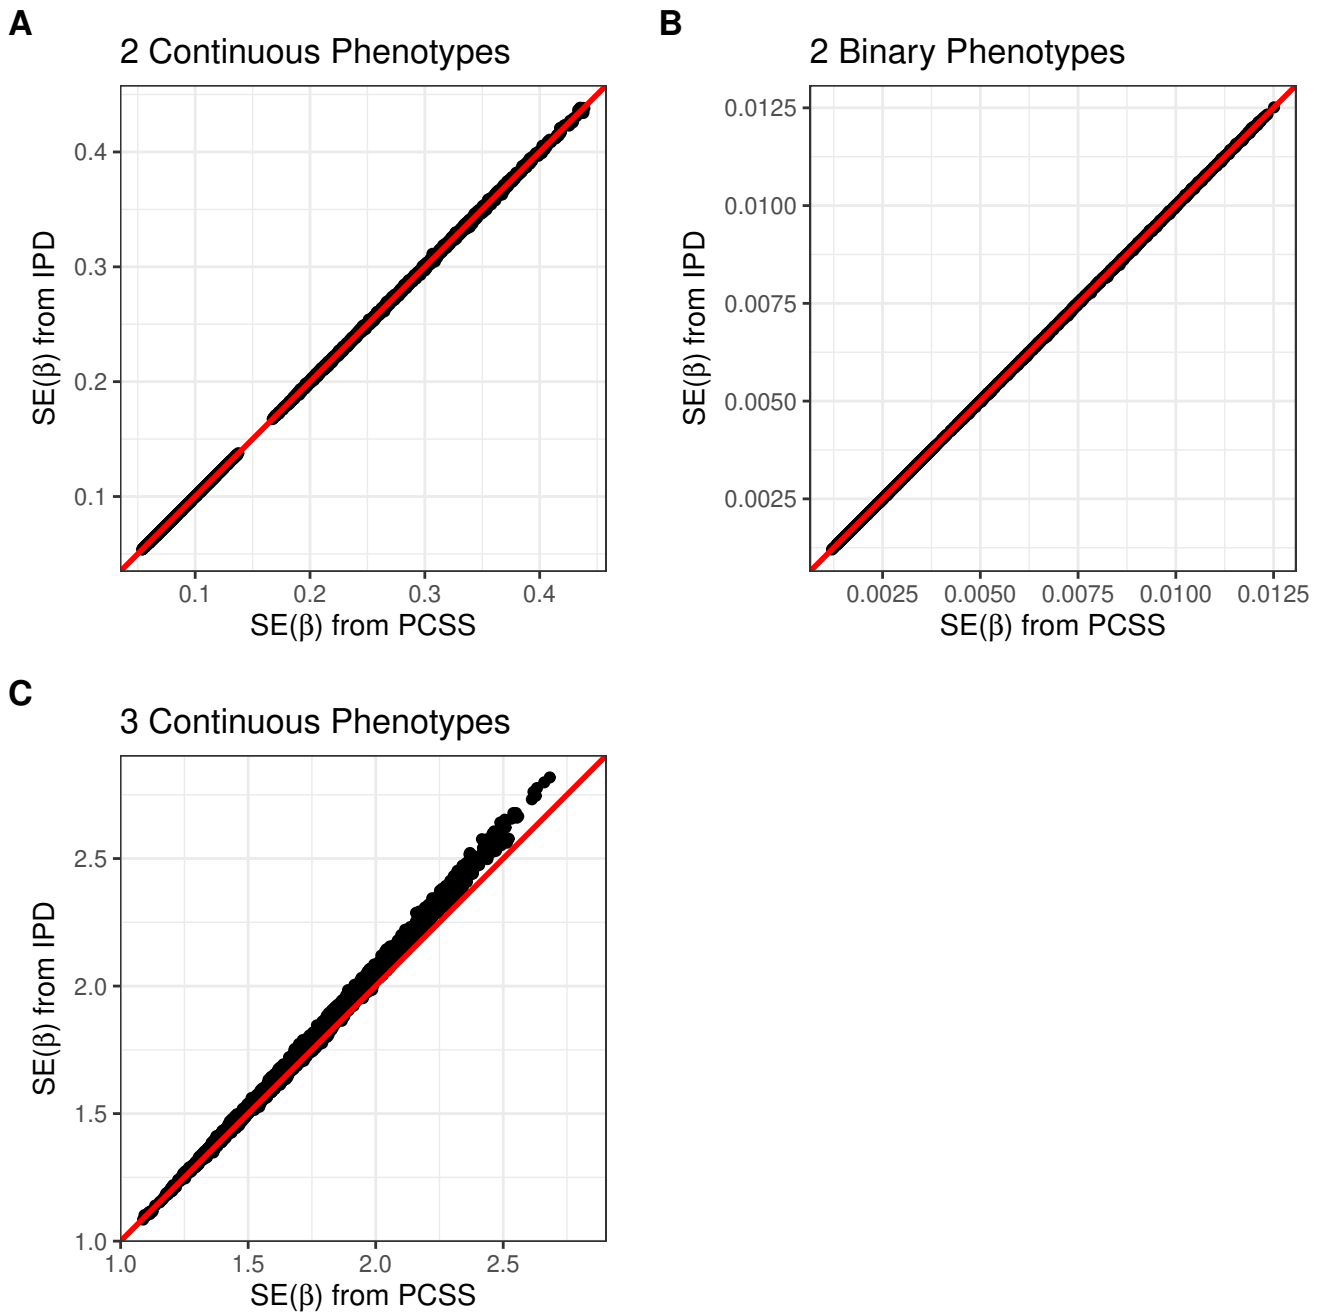 A
2 Continuous Phenotypes
SE(β) from IPD
0.4
0.3
0.2
0.1
0.1 0.2 0.3 0.4
SE(β) from PCSS
B
2 Binary Phenotypes
SE(β) from IPD
0.0125
0.0100
0.0075
0.0050
0.0025
0.0025 0.0050 0.0075 0.0100 0.0125
SE(β) from PCSS
C
3 Continuous Phenotypes
SE(β) from IPD
2.5
2.0
1.5
1.0
1.0 1.5 2.0 2.5
SE(β) from PCSS